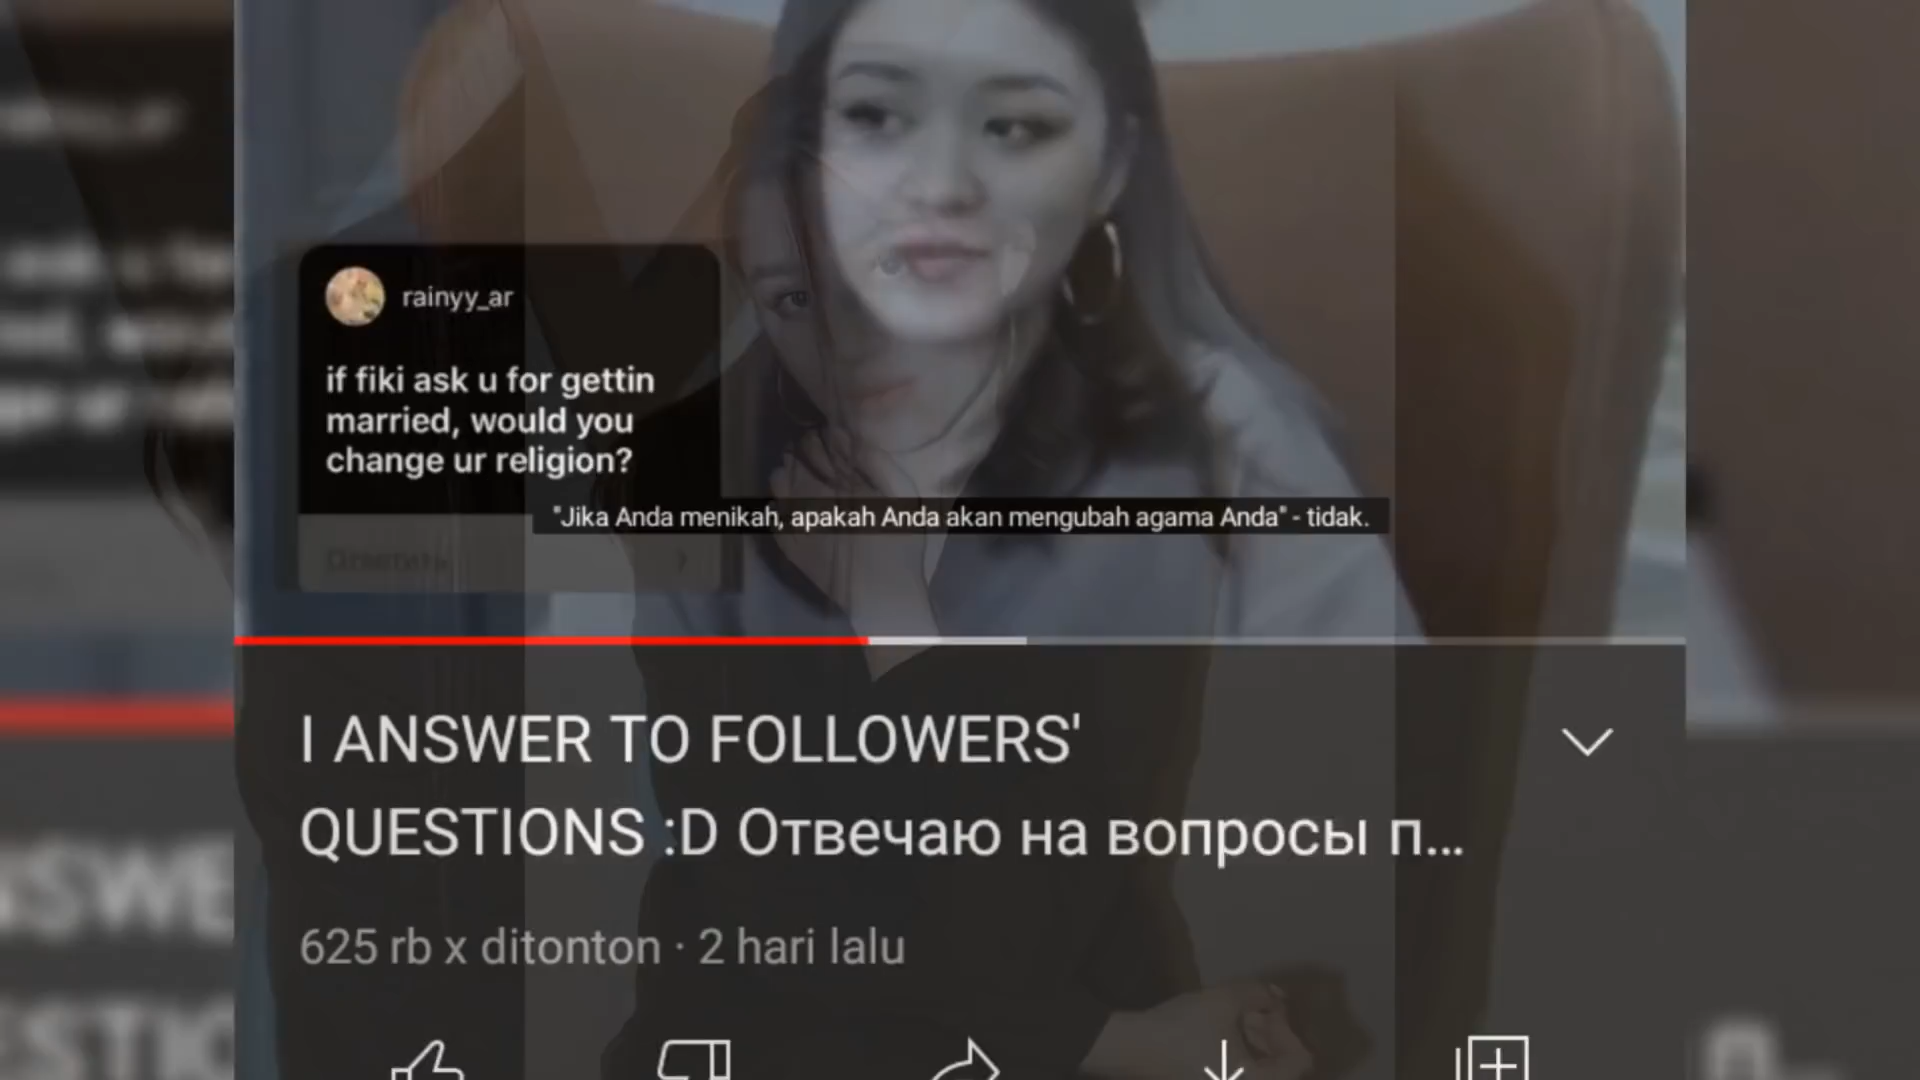 rainyy_ar
if fiki ask u for gettin
married, would you
change ur religion?
"Jika Anda menikah, apakah Anda akan mengubah agama Anda" - tidak.
Ответить
I ANSWER TO FOLLOWERS'
QUESTIONS :D Отвечаю на вопросы п...
625 rb x ditonton · 2 hari lalu